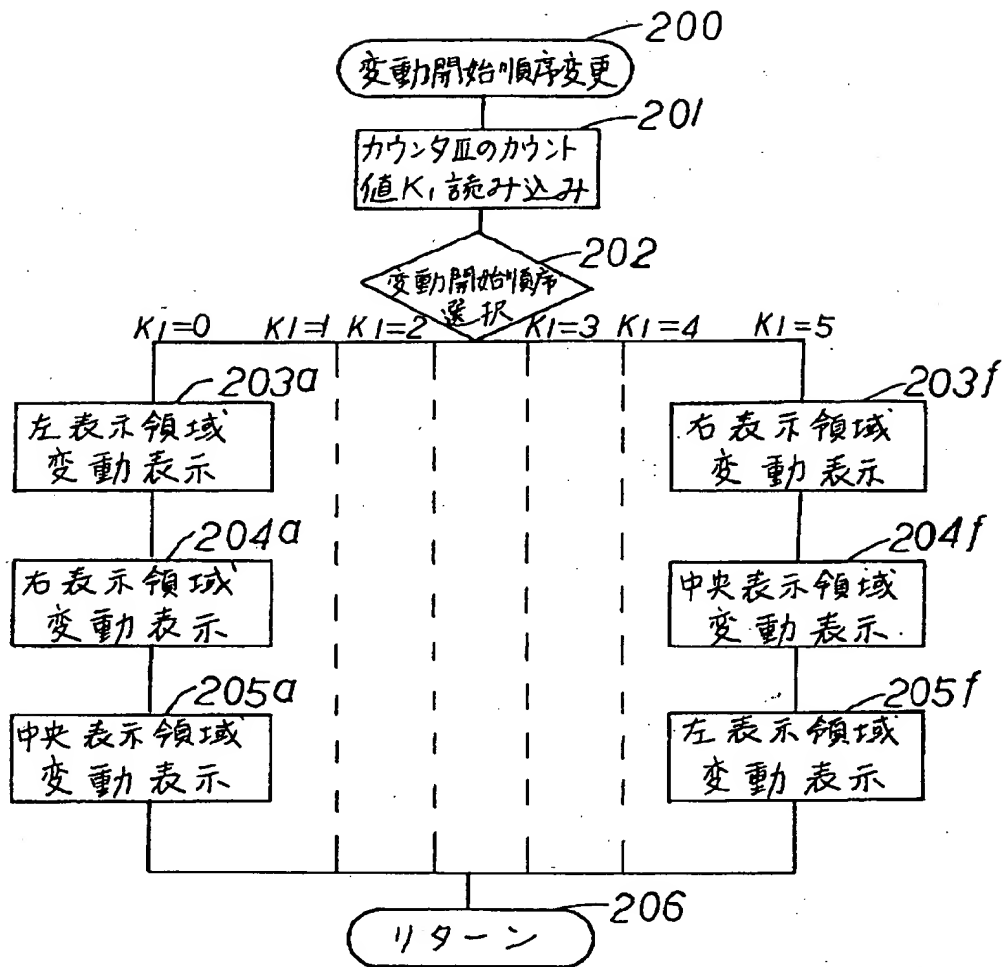 200
変動開始順序変更
201
カウンタⅢのカウント
値K1読み込み
202
変動開始順序
選択
K1=0 K1=1 K1=2 K1=3 K1=4 K1=5
203a
左表示領域
変動表示
203f
右表示領域
変動表示
204a
右表示領域
変動表示
204f
中央表示領域
変動表示
205a
中央表示領域
変動表示
205f
左表示領域
変動表示
206
リターン